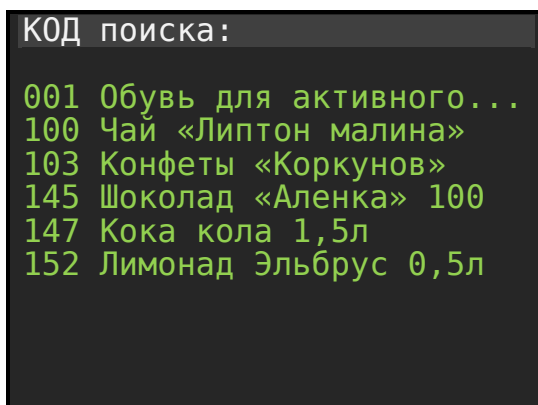 КОД поиска:
001 Обувь для активного...
100 Чай «Липтон малина»
103 Конфеты «Коркунов»
145 Шоколад «Аленка» 100
147 Кока кола 1,5л
152 Лимонад Эльбрус 0,5л